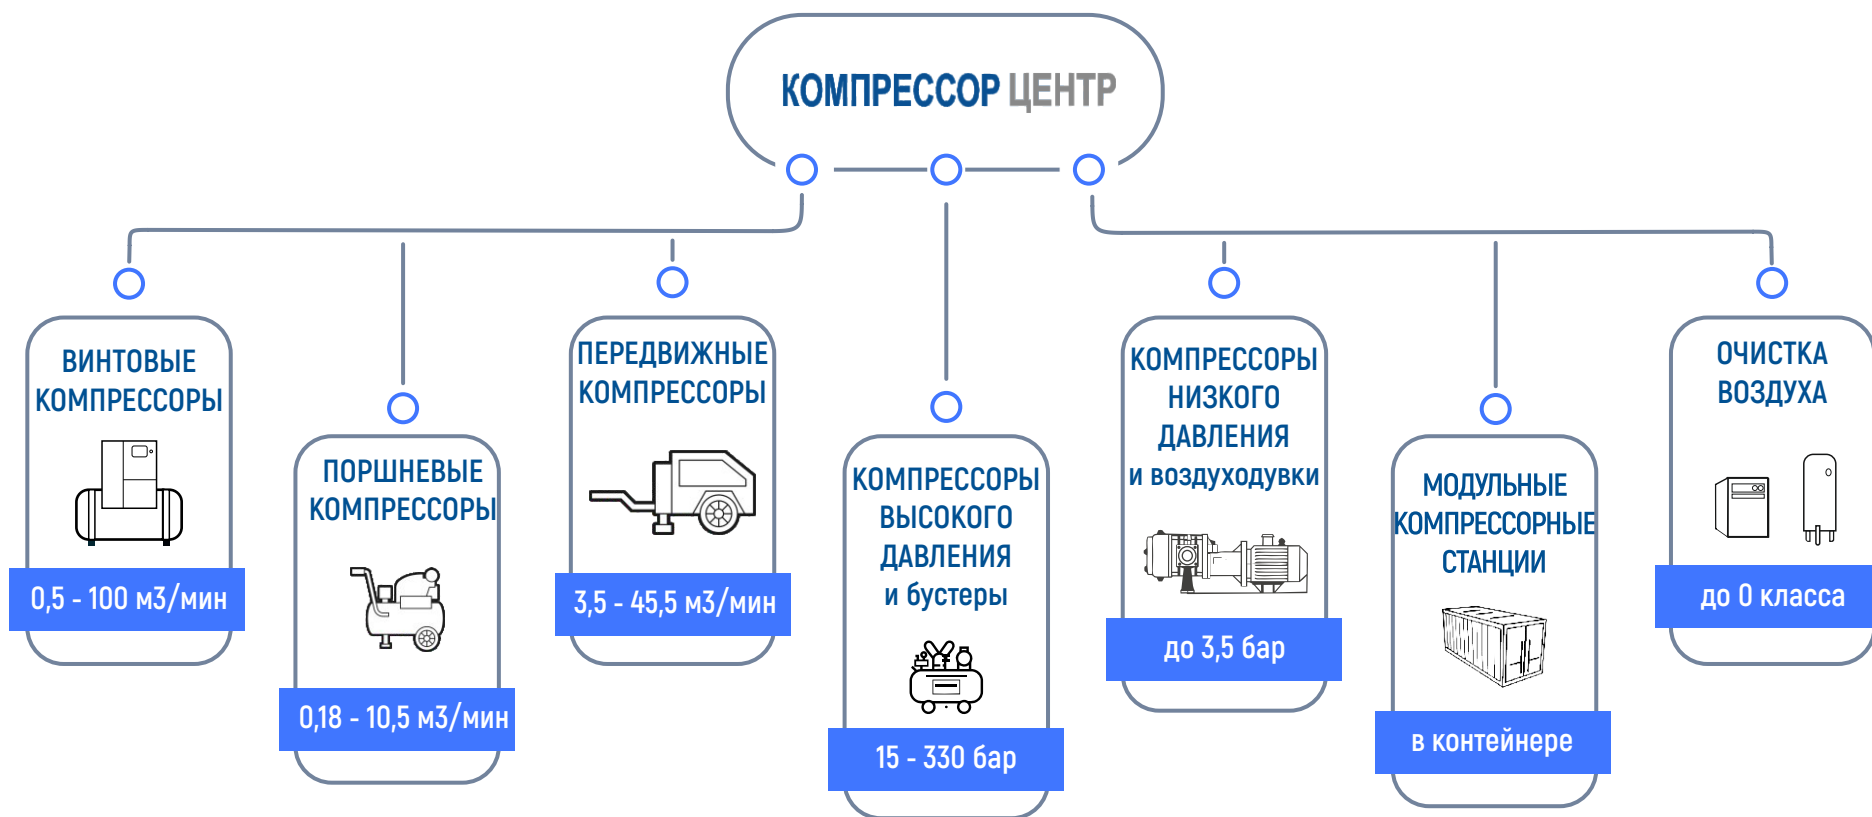 КОМПРЕССОР ЦЕНТР
ВИНТОВЫЕ
КОМПРЕССОРЫ
0,5 - 100 м3/мин
ПОРШНЕВЫЕ
КОМПРЕССОРЫ
0,18 - 10,5 м3/мин
ПЕРЕДВИЖНЫЕ
КОМПРЕССОРЫ
3,5 - 45,5 м3/мин
КОМПРЕССОРЫ
ВЫСОКОГО
ДАВЛЕНИЯ
и бустеры
15 - 330 бар
КОМПРЕССОРЫ
НИЗКОГО
ДАВЛЕНИЯ
и воздуходувки
до 3,5 бар
МОДУЛЬНЫЕ
КОМПРЕССОРНЫЕ
СТАНЦИИ
в контейнере
ОЧИСТКА
ВОЗДУХА
до 0 класса